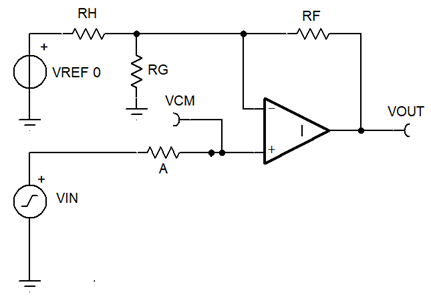 RH
RF
+
VREF 0
RG
VCM
VOUT
−
I
+
A
+
VIN